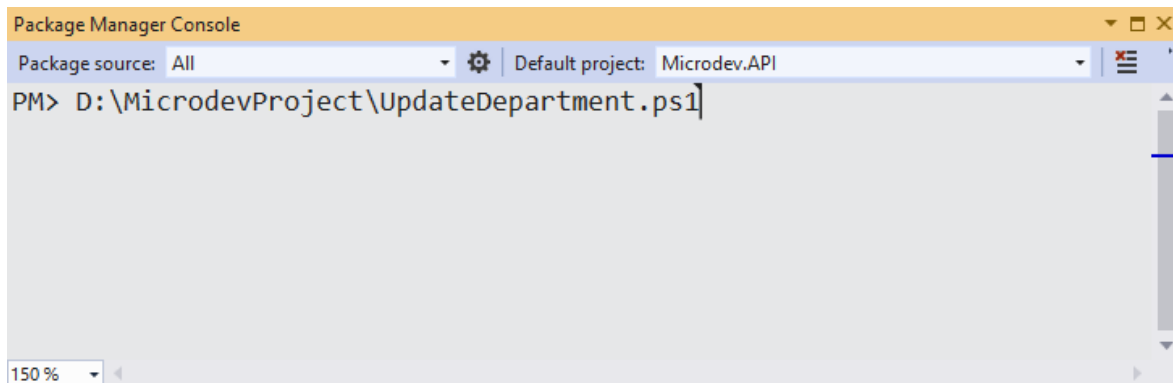 Package Manager Console
Package source: All Default project: Microdev.API
PM> D:\MicrodevProject\UpdateDepartment.ps1
150 %